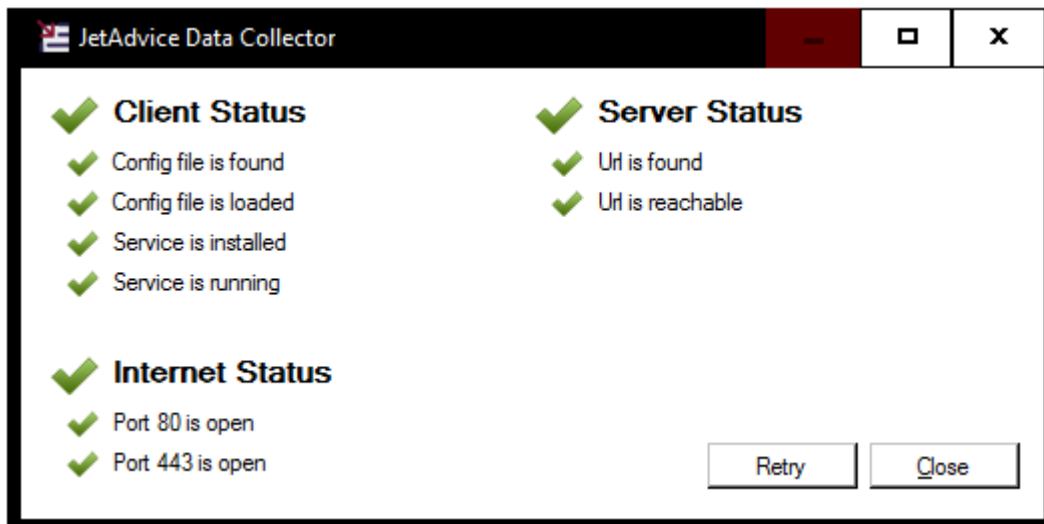 JetAdvice Data Collector
Client Status
Config file is found
Config file is loaded
Service is installed
Service is running
Server Status
Url is found
Url is reachable
Internet Status
Port 80 is open
Port 443 is open
Retry
Close